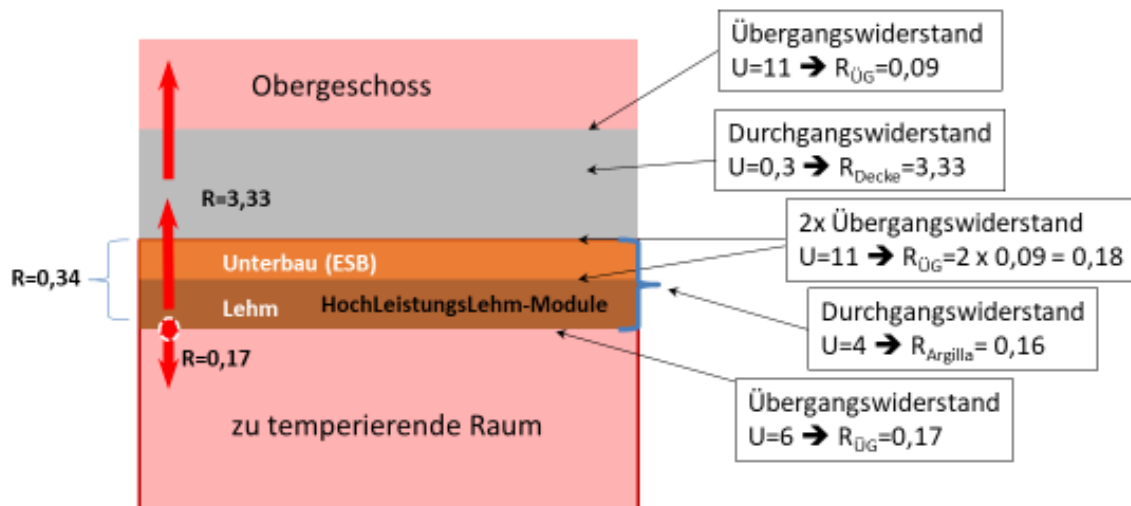 Obergeschoss
R=3,33
R=0,34
Unterbau (ESB)
Lehm
HochLeistungsLehm-Module
R=0,17
zu temperierende Raum
Übergangswiderstand
U=11 ➔ RÜG=0,09
Durchgangswiderstand
U=0,3 ➔ RDecke=3,33
2x Übergangswiderstand
U=11 ➔ RÜG=2 x 0,09 = 0,18
Durchgangswiderstand
U=4 ➔ RArgilla= 0,16
Übergangswiderstand
U=6 ➔ RÜG=0,17